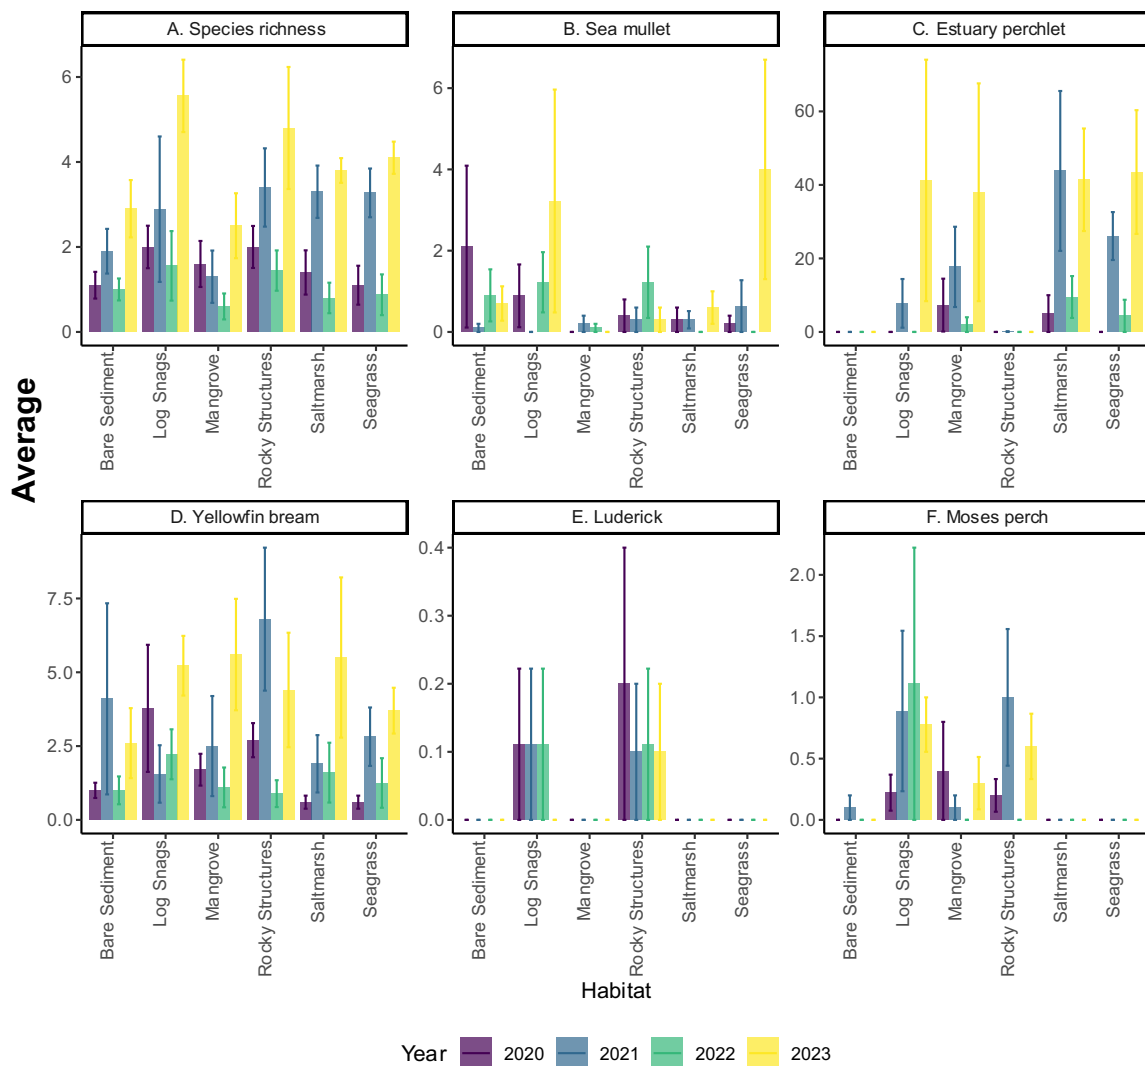 A. Species richness
B. Sea mullet
C. Estuary perchlet
6
4
2
0
6
4
2
0
60
40
20
0
Bare Sediment.
Log Snags.
Mangrove.
Rocky Structures.
Saltmarsh.
Seagrass.
Bare Sediment.
Log Snags.
Mangrove.
Rocky Structures.
Saltmarsh.
Seagrass.
Bare Sediment.
Log Snags.
Mangrove.
Rocky Structures.
Saltmarsh.
Seagrass.
Average
D. Yellowfin bream
E. Luderick
F. Moses perch
7.5
5.0
2.5
0.0
0.4
0.3
0.2
0.1
0.0
2.0
1.5
1.0
0.5
0.0
Bare Sediment.
Log Snags.
Mangrove.
Rocky Structures.
Saltmarsh.
Seagrass.
Bare Sediment.
Log Snags.
Mangrove.
Rocky Structures.
Saltmarsh.
Seagrass.
Bare Sediment.
Log Snags.
Mangrove.
Rocky Structures.
Saltmarsh.
Seagrass.
Habitat
Year 2020 2021 2022 2023